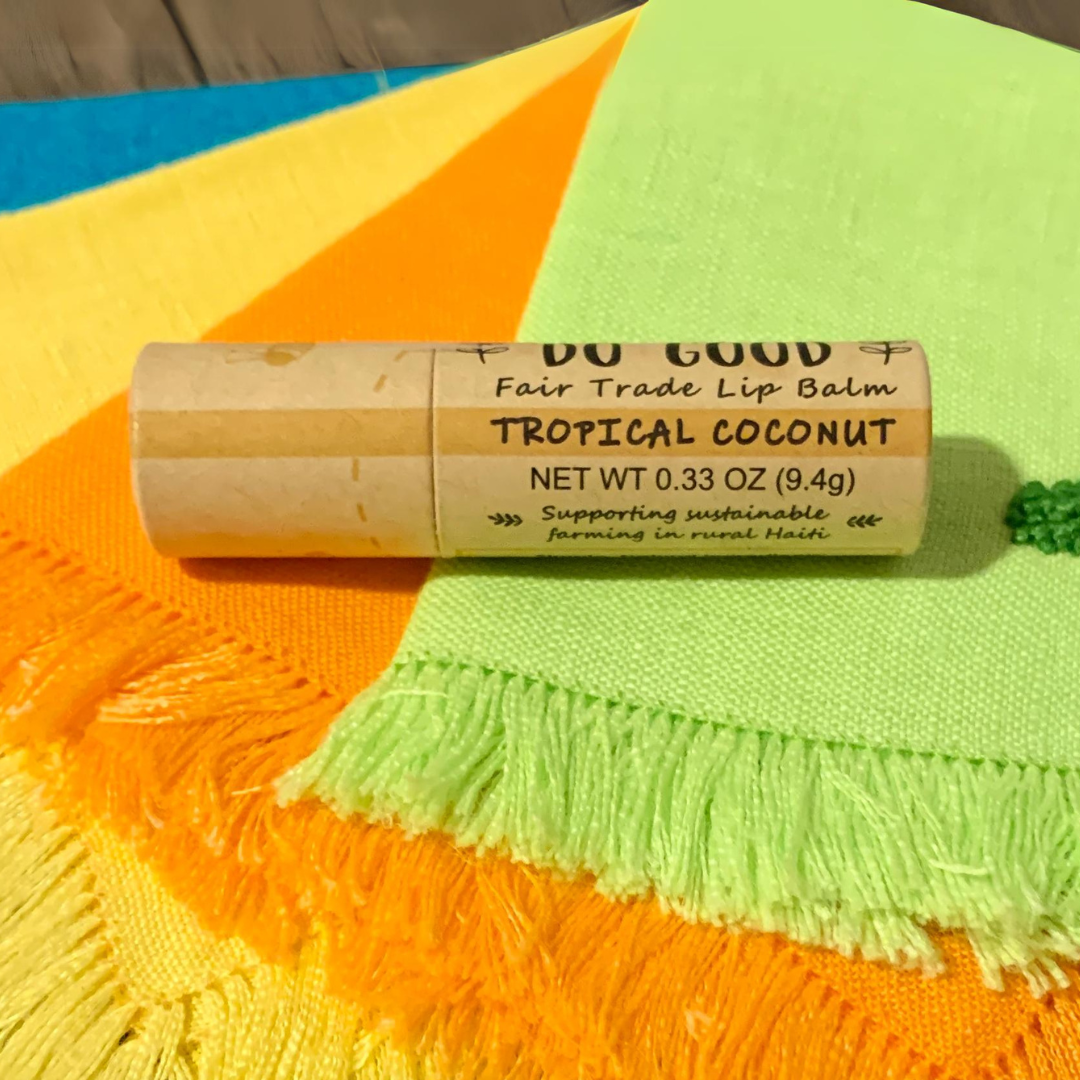 DO GOOD
Fair Trade Lip Balm
TROPICAL COCONUT
NET WT 0.33 OZ (9.4g)
Supporting sustainable
farming in rural Haiti